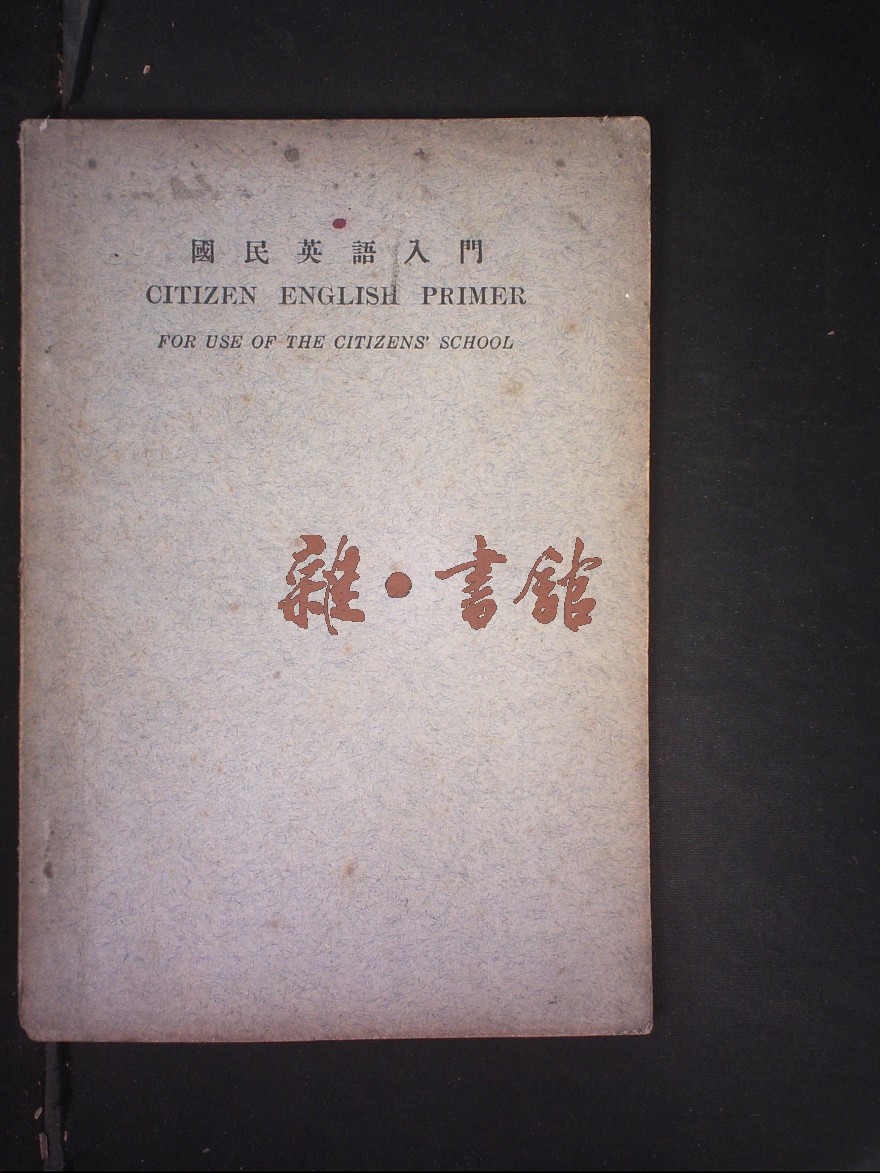 國民英語入門
CITIZEN ENGLISH PRIMER
FOR USE OF THE CITIZENS' SCHOOL
雜·書館